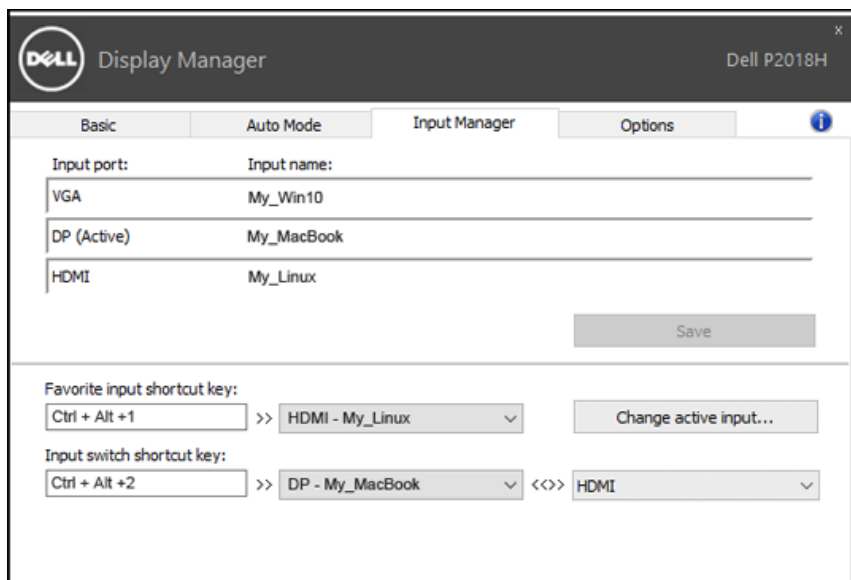 DELL Display Manager Dell P2018H x
Basic Auto Mode Input Manager Options i
Input port: Input name:
VGA My_Win10
DP (Active) My_MacBook
HDMI My_Linux
Save
Favorite input shortcut key:
Ctrl + Alt +1 >> HDMI - My_Linux Change active input...
Input switch shortcut key:
Ctrl + Alt +2 >> DP - My_MacBook <<>> HDMI